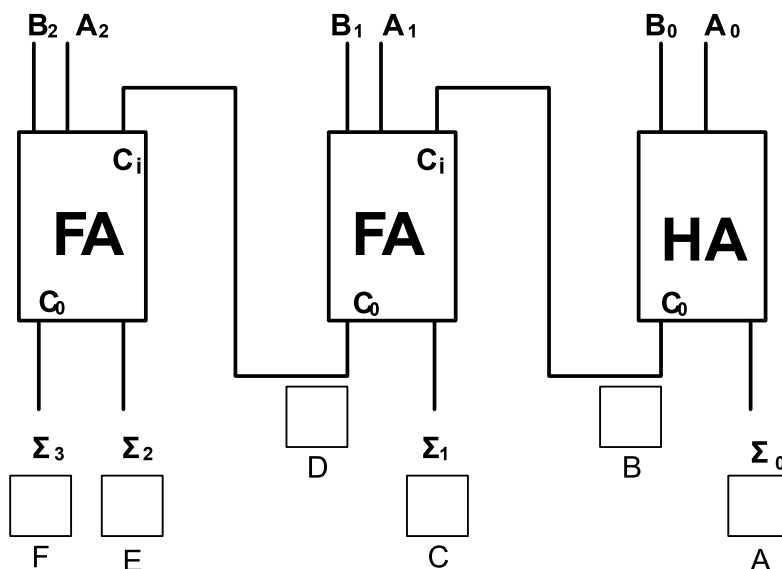 B₂ A₂ B₁ A₁ B₀ A₀
Cᵢ Cᵢ
FA FA HA
C₀ C₀ C₀
Σ₃ Σ₂ Σ₁ Σ₀
D B
F E C A